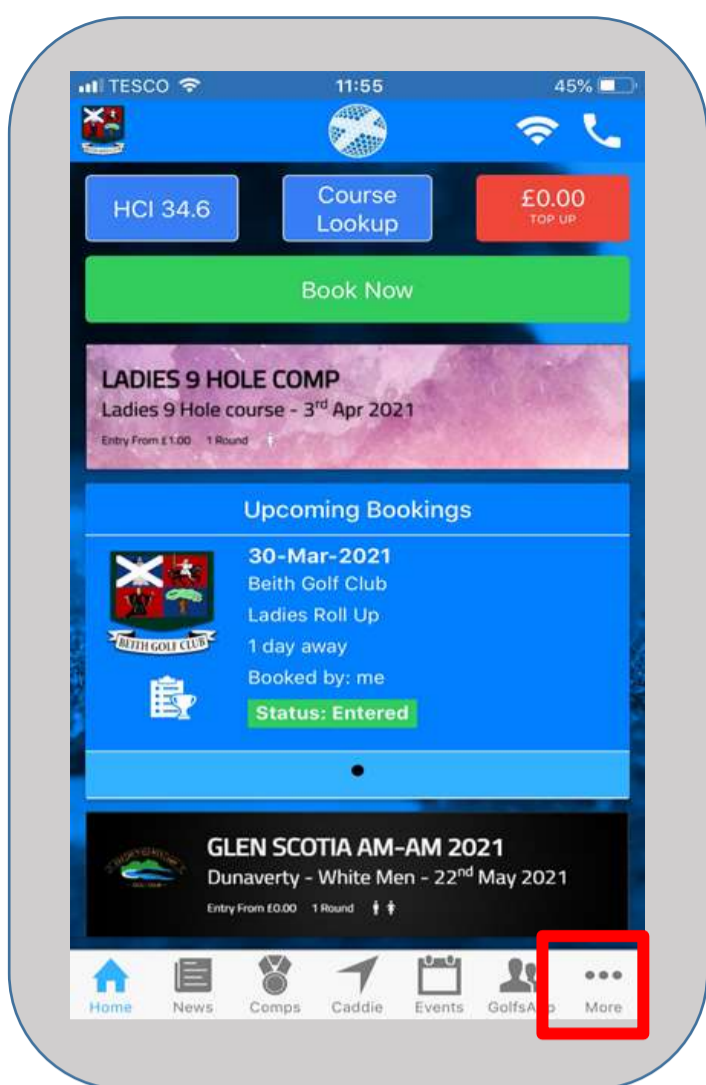 TESCO 11:55 45%
HCI 34.6
Course
Lookup
£0.00
TOP UP
Book Now
LADIES 9 HOLE COMP
Ladies 9 Hole course - 3rd Apr 2021
Entry From £1.00 1 Round
Upcoming Bookings
30-Mar-2021
Beith Golf Club
Ladies Roll Up
1 day away
Booked by: me
Status: Entered
BEITH GOLF CLUB
GLEN SCOTIA AM-AM 2021
Dunaverty - White Men - 22nd May 2021
Entry From £0.00 1 Round
Home News Comps Caddie Events GolfsA p More